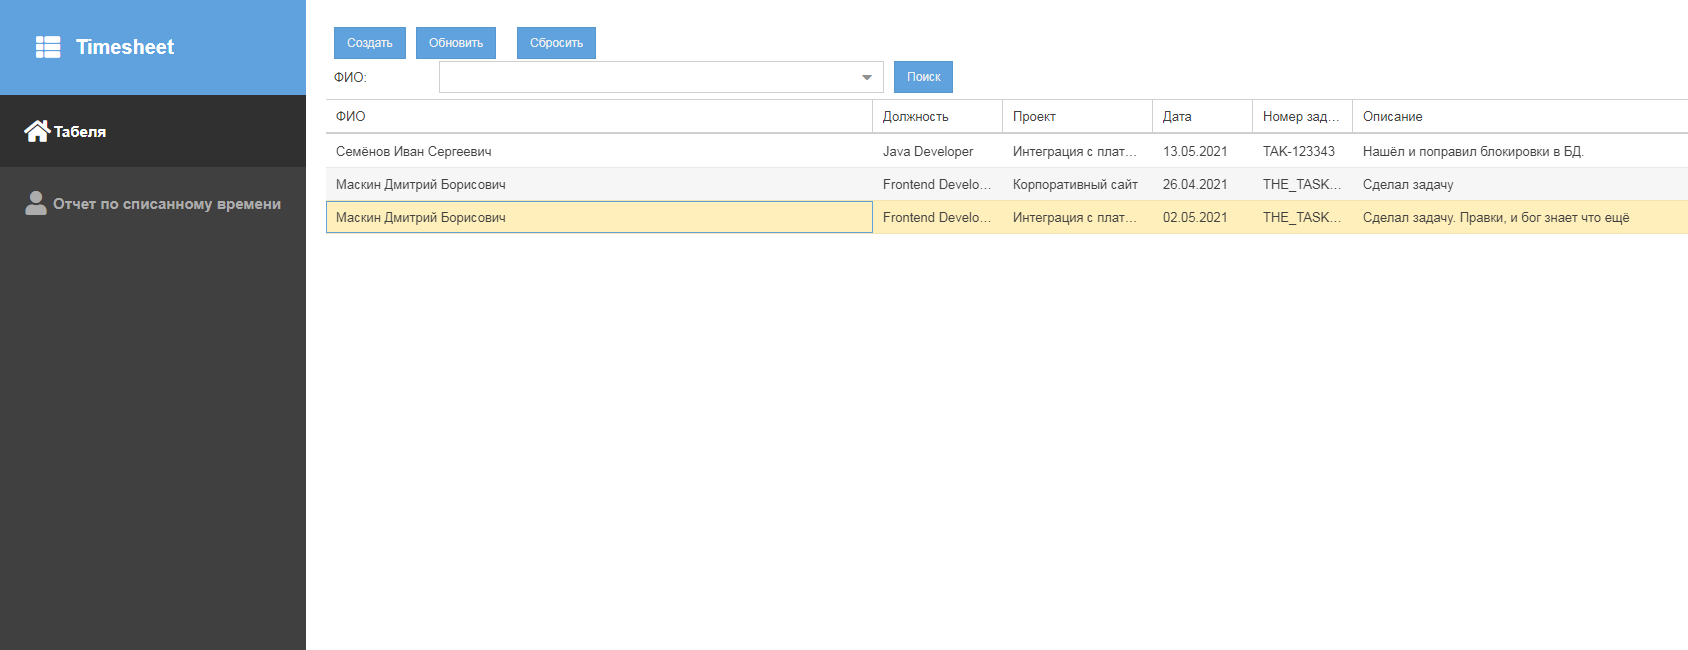 Timesheet
Табеля
Отчет по списанному времени
Создать Обновить Сбросить
ФИО: Поиск
ФИО Должность Проект Дата Номер зад... Описание
Семёнов Иван Сергеевич Java Developer Интеграция с плат... 13.05.2021 TAK-123343 Нашёл и поправил блокировки в БД.
Маскин Дмитрий Борисович Frontend Develo... Корпоративный сайт 26.04.2021 THE_TASK... Сделал задачу
Маскин Дмитрий Борисович Frontend Develo... Интеграция с плат... 02.05.2021 THE_TASK... Сделал задачу. Правки, и бог знает что ещё